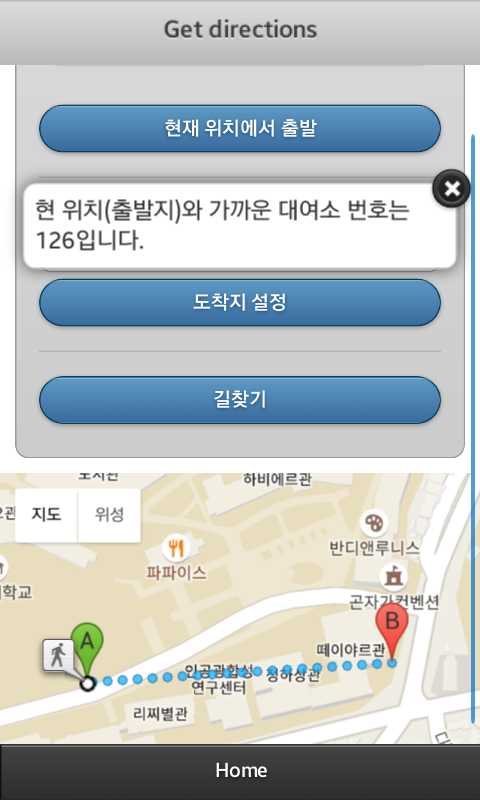 Get directions
현재 위치에서 출발
현 위치(출발지)와 가까운 대여소 번호는
126입니다.
도착지 설정
길찾기
하비에르관
지도
위성
반디앤루니스
파파이스
학교
곤자가컨벤션
A
B
떼이야르관
인공광합성
연구센터
정하상관
리찌별관
Home